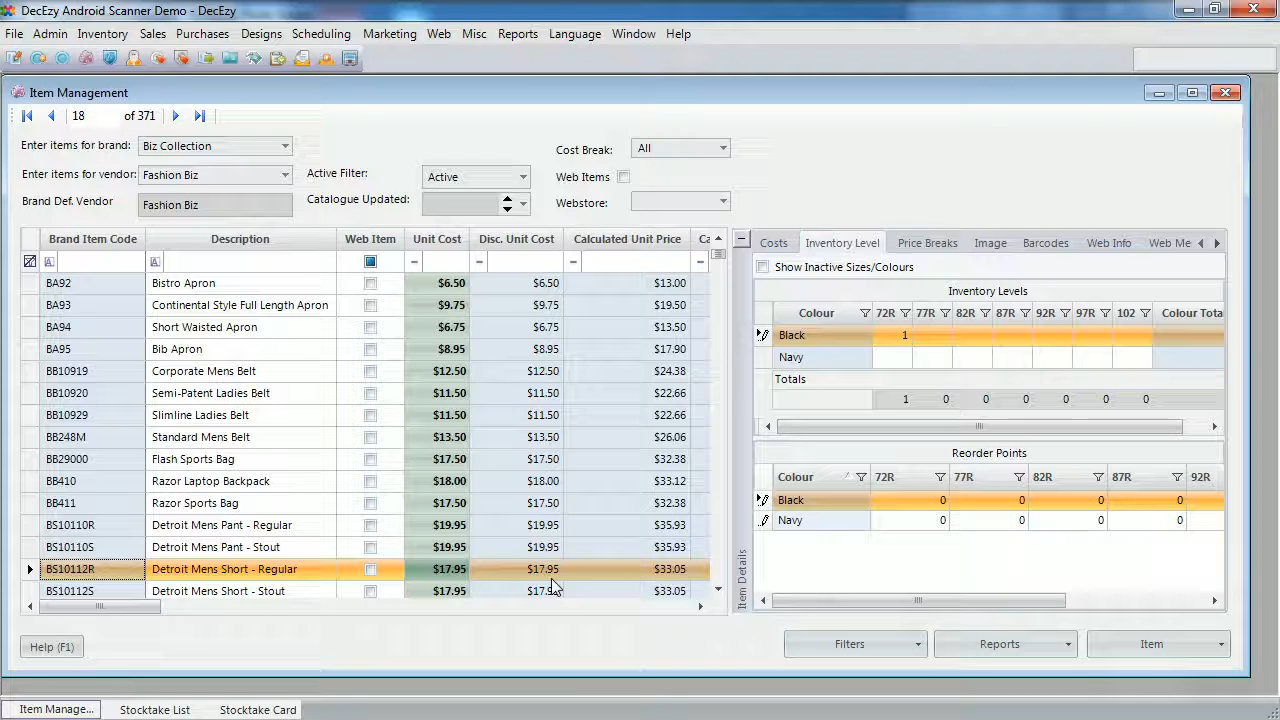 DecEzy Android Scanner Demo - DecEzy
File Admin Inventory Sales Purchases Designs Scheduling Marketing Web Misc Reports Language Window Help
Item Management
18 of 371
Enter items for brand: Biz Collection
Cost Break: All
Enter items for vendor: Fashion Biz
Active Filter: Active
Web Items
Brand Def. Vendor Fashion Biz
Catalogue Updated:
Webstore:
Brand Item Code Description Web Item Unit Cost Disc. Unit Cost Calculated Unit Price Ca
BA92 Bistro Apron $6.50 $6.50 $13.00
BA93 Continental Style Full Length Apron $9.75 $9.75 $19.50
BA94 Short Waisted Apron $6.75 $6.75 $13.50
BA95 Bib Apron $8.95 $8.95 $17.90
BB10919 Corporate Mens Belt $12.50 $12.50 $24.38
BB10920 Semi-Patent Ladies Belt $11.50 $11.50 $22.66
BB10929 Slimline Ladies Belt $11.50 $11.50 $22.66
BB248M Standard Mens Belt $13.50 $13.50 $26.06
BB29000 Flash Sports Bag $17.50 $17.50 $32.38
BB410 Razor Laptop Backpack $18.00 $18.00 $33.12
BB411 Razor Sports Bag $17.50 $17.50 $32.38
BS10110R Detroit Mens Pant - Regular $19.95 $19.95 $35.93
BS10110S Detroit Mens Pant - Stout $19.95 $19.95 $35.93
BS10112R Detroit Mens Short - Regular $17.95 $17.95 $33.05
BS10112S Detroit Mens Short - Stout $17.95 $17.95 $33.05
Item Details
Costs Inventory Level Price Breaks Image Barcodes Web Info Web Me
Show Inactive Sizes/Colours
Inventory Levels
Colour 72R 77R 82R 87R 92R 97R 102 Colour Tota
Black 1
Navy
Totals
1 0 0 0 0 0 0
Reorder Points
Colour 72R 77R 82R 87R 92R
Black 0 0 0 0
Navy 0 0 0 0
Help (F1)
Filters Reports Item
Item Manage... Stocktake List Stocktake Card